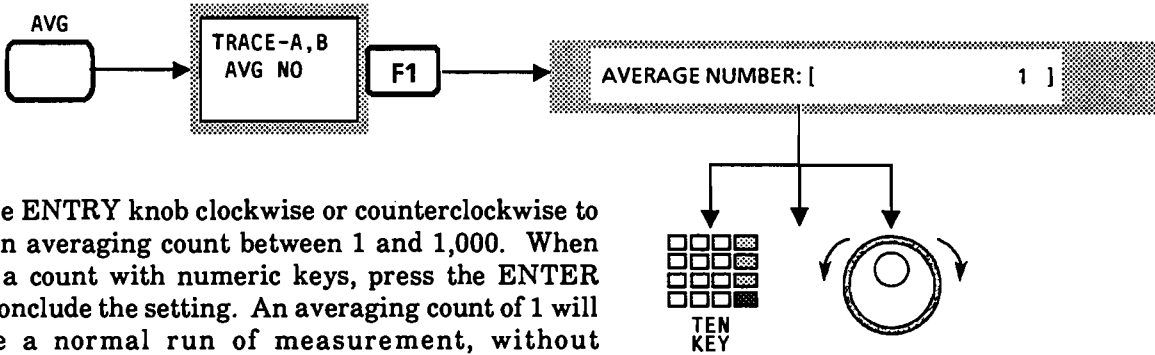 AVG
TRACE-A,B
AVG NO
F1
AVERAGE NUMBER: [ 1 ]
e ENTRY knob clockwise or counterclockwise to
n averaging count between 1 and 1,000. When
a count with numeric keys, press the ENTER
onclude the setting. An averaging count of 1 will
e a normal run of measurement, without
TEN
KEY